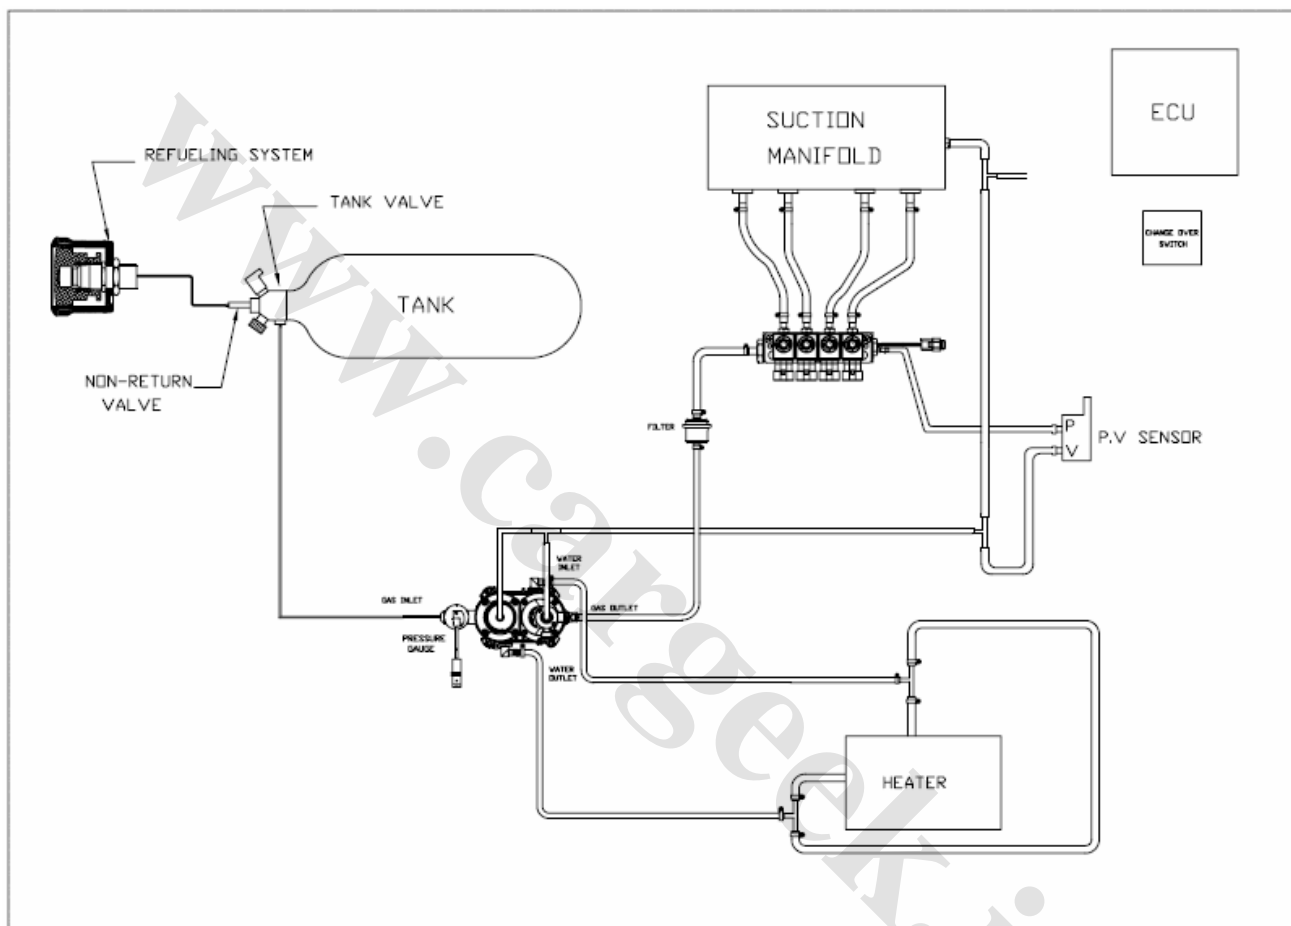 REFUELING SYSTEM
TANK VALVE
TANK
NON-RETURN
VALVE
SUCTION
MANIFOLD
ECU
CHANGE OVER
SWITCH
FILTER
P
V
P.V SENSOR
WATER
INLET
GAS INLET
GAS OUTLET
PRESSURE
GAUGE
WATER
OUTLET
HEATER
www.cargeek.i